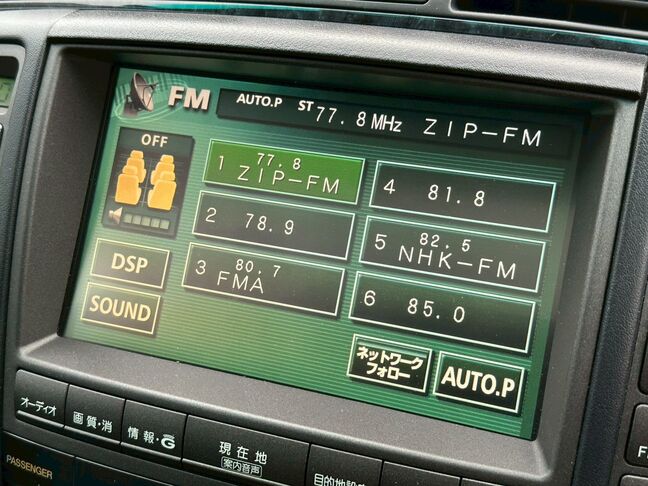 FM AUTO.P ST 77.8MHz ZIP-FM
OFF
1 77.8 ZIP-FM
2 78.9
3 80.7 FMA
4 81.8
5 82.5 NHK-FM
6 85.0
DSP
SOUND
ネットワーク
フォロー
AUTO.P
オーディオ
画質・消
情報・G
現在地
案内音声
PASSENGER